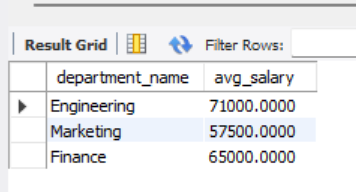 Result Grid Filter Rows:
department_name avg_salary
Engineering 71000.0000
Marketing 57500.0000
Finance 65000.0000